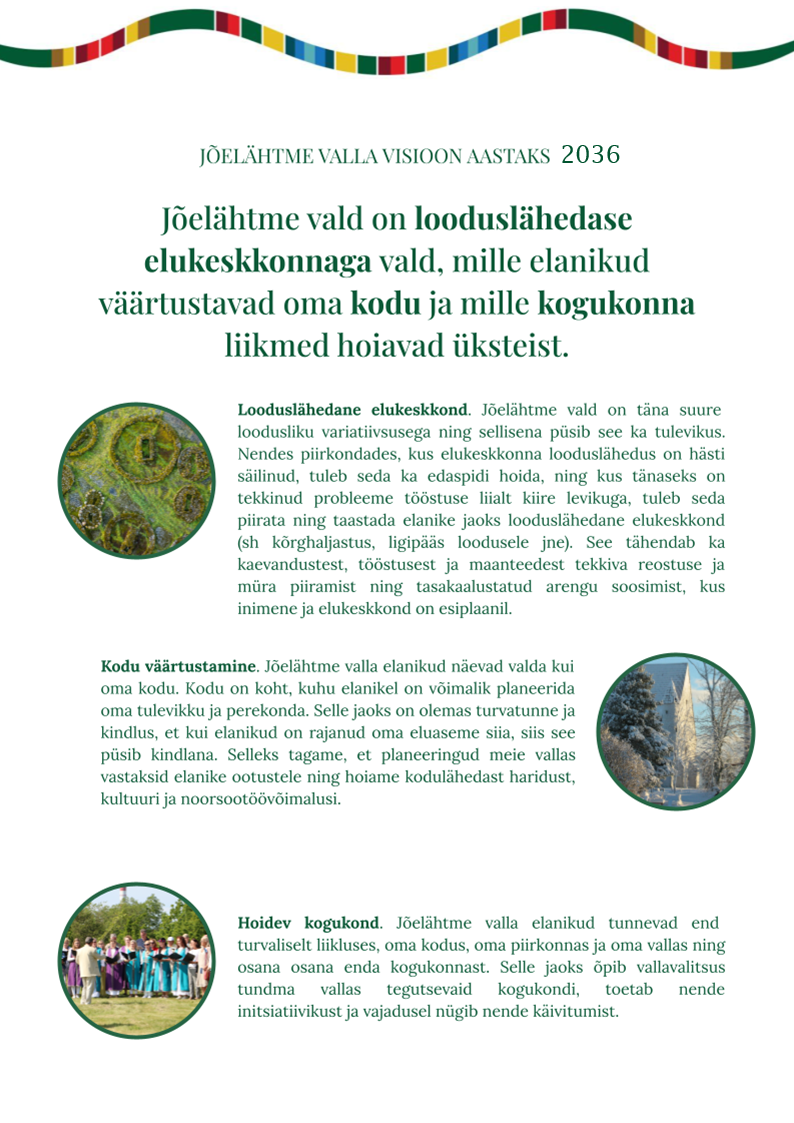 JÕELÄHTME VALLA VISIOON AASTAKS 2036
Jõelähtme vald on looduslähedase
elukeskkonnaga vald, mille elanikud
väärtustavad oma kodu ja mille kogukonna
liikmed hoiavad üksteist.
Looduslähedane elukeskkond. Jõelähtme vald on täna suure
loodusliku variatiivsusega ning sellisena püsib see ka tulevikus.
Nendes piirkondades, kus elukeskkonna looduslähedus on hästi
säilinud, tuleb seda ka edaspidi hoida, ning kus tänaseks on
tekkinud probleeme tööstuse liialt kiire levikuga, tuleb seda
piirata ning taastada elanike jaoks looduslähedane elukeskkond
(sh kõrghaljastus, ligipääs loodusele jne). See tähendab ka
kaevandustest, tööstusest ja maanteedest tekkiva reostuse ja
müra piiramist ning tasakaalustatud arengu soosimist, kus
inimene ja elukeskkond on esiplaanil.
Kodu väärtustamine. Jõelähtme valla elanikud näevad valda kui
oma kodu. Kodu on koht, kuhu elanikel on võimalik planeerida
oma tulevikku ja perekonda. Selle jaoks on olemas turvatunne ja
kindlus, et kui elanikud on rajanud oma eluaseme siia, siis see
püsib kindlana. Selleks tagame, et planeeringud meie vallas
vastaksid elanike ootustele ning hoiame kodulähedast haridust,
kultuuri ja noorsootöövõimalusi.
Hoidev kogukond. Jõelähtme valla elanikud tunnevad end
turvaliselt liikluses, oma kodus, oma piirkonnas ja oma vallas ning
osana osana enda kogukonnast. Selle jaoks õpib vallavalitsus
tundma vallas tegutsevaid kogukondi, toetab nende
initsiatiivikust ja vajadusel nügib nende käivitumist.